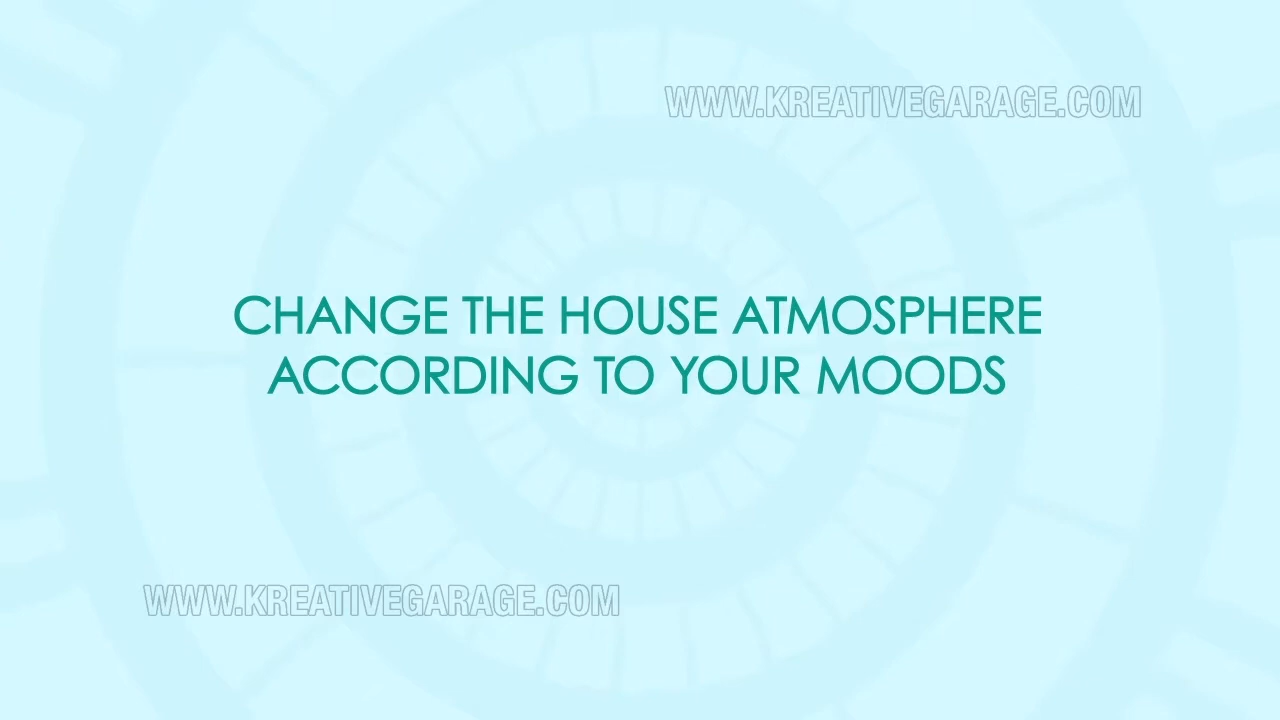 WWW.KREATIVEGARAGE.COM
CHANGE THE HOUSE ATMOSPHERE
ACCORDING TO YOUR MOODS
WWW.KREATIVEGARAGE.COM